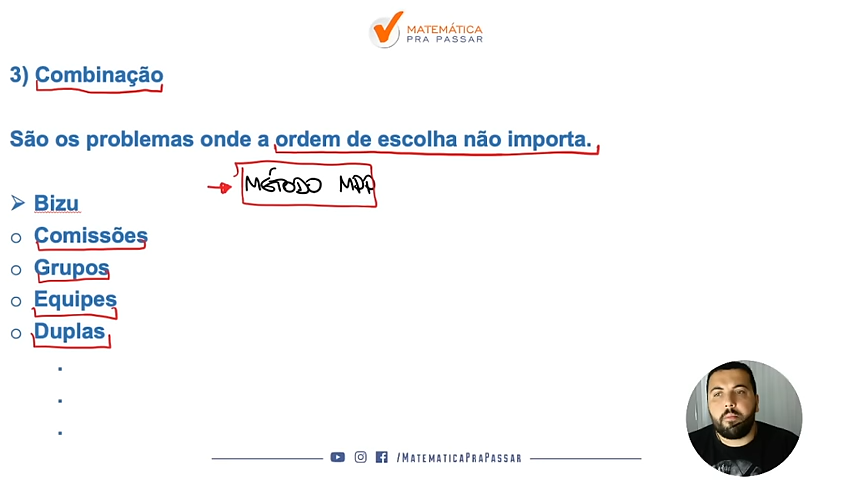 MATEMÁTICA
PRA PASSAR
3) Combinação
São os problemas onde a ordem de escolha não importa.
MÉTODO MPP
➢ Bizu
o Comissões
o Grupos
o Equipes
o Duplas
/MATEMATICAPRAPASSAR